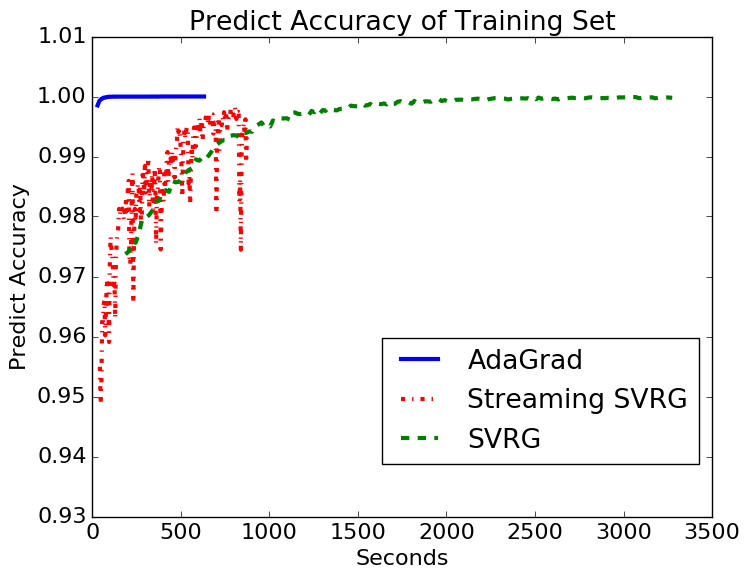 Predict Accuracy of Training Set
1.01
1.00
0.99
0.98
0.97
0.96
0.95
0.94
0.93
Predict Accuracy
AdaGrad
Streaming SVRG
SVRG
0 500 1000 1500 2000 2500 3000 3500
Seconds